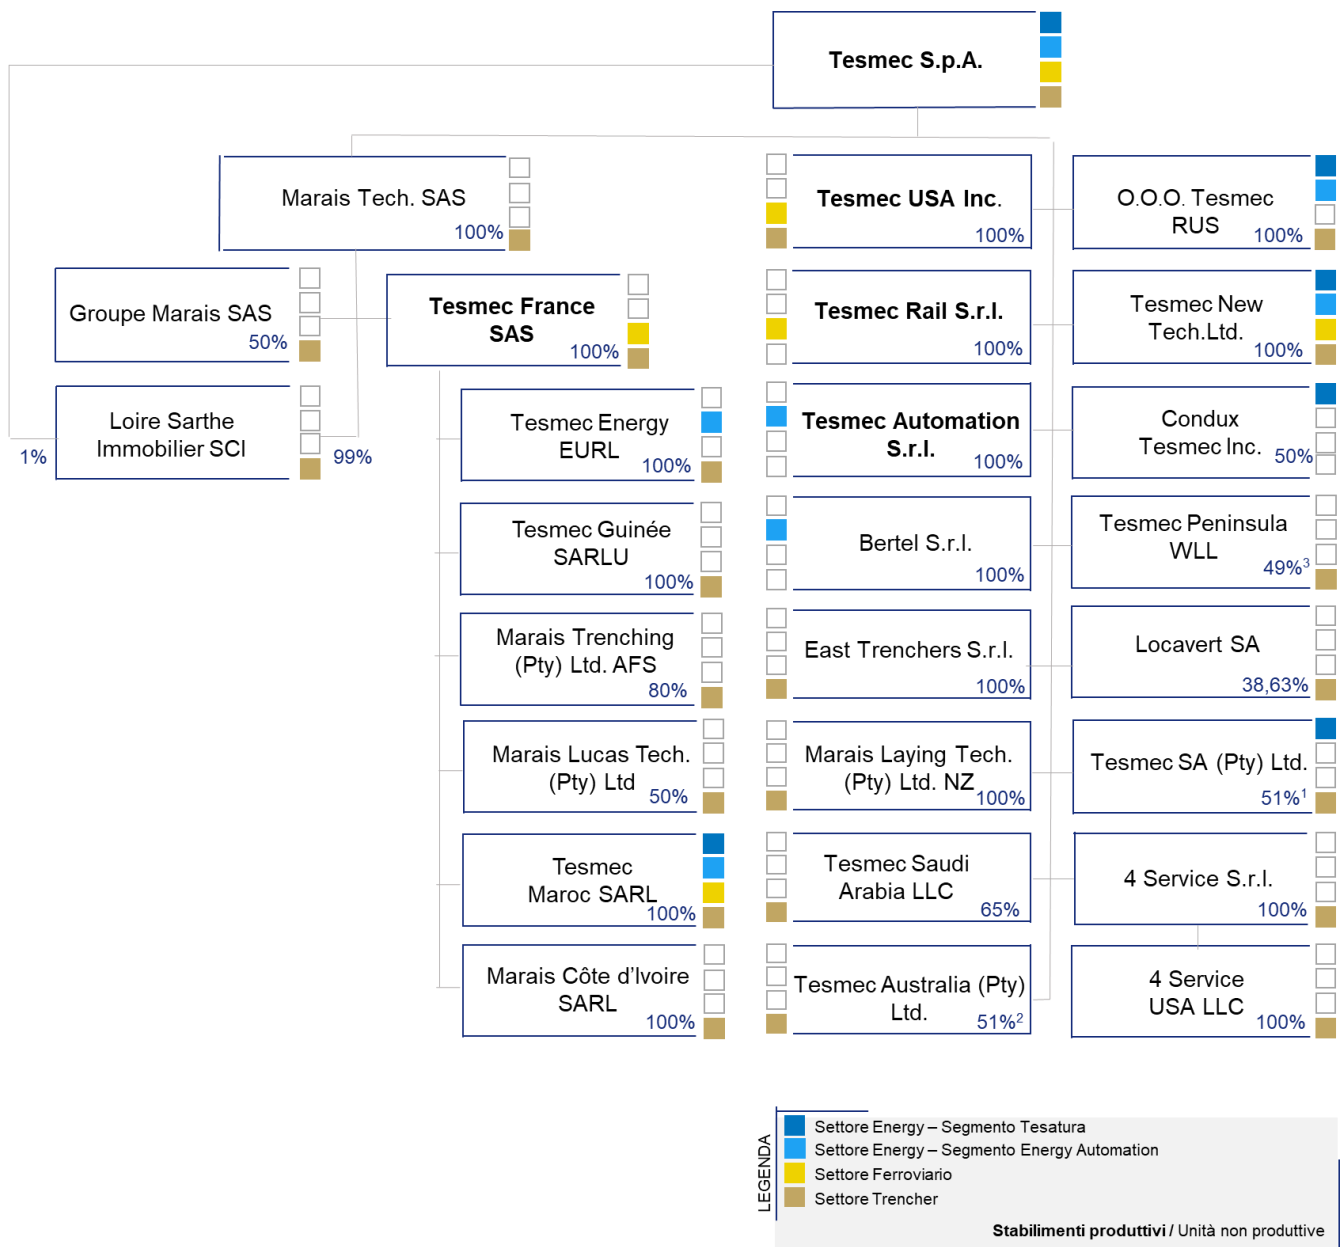 Tesmec S.p.A.
Marais Tech. SAS
100%
Groupe Marais SAS
50%
Tesmec France
SAS
100%
Loire Sarthe
Immobilier SCI
1%
99%
Tesmec Energy
EURL
100%
Tesmec Guinée
SARLU
100%
Marais Trenching
(Pty) Ltd. AFS
80%
Marais Lucas Tech.
(Pty) Ltd
50%
Tesmec
Maroc SARL
100%
Marais Côte d'Ivoire
SARL
100%
Tesmec USA Inc.
100%
Tesmec Rail S.r.l.
100%
Tesmec Automation
S.r.l.
100%
Bertel S.r.l.
100%
East Trenchers S.r.l.
100%
Marais Laying Tech.
(Pty) Ltd. NZ
100%
Tesmec Saudi
Arabia LLC
65%
Tesmec Australia (Pty)
Ltd.
51%²
O.O.O. Tesmec
RUS
100%
Tesmec New
Tech.Ltd.
100%
Condux
Tesmec Inc.
50%
Tesmec Peninsula
WLL
49%³
Locavert SA
38,63%
Tesmec SA (Pty) Ltd.
51%¹
4 Service S.r.l.
100%
4 Service
USA LLC
100%
LEGENDA
Settore Energy – Segmento Tesatura
Settore Energy – Segmento Energy Automation
Settore Ferroviario
Settore Trencher
Stabilimenti produttivi / Unità non produttive